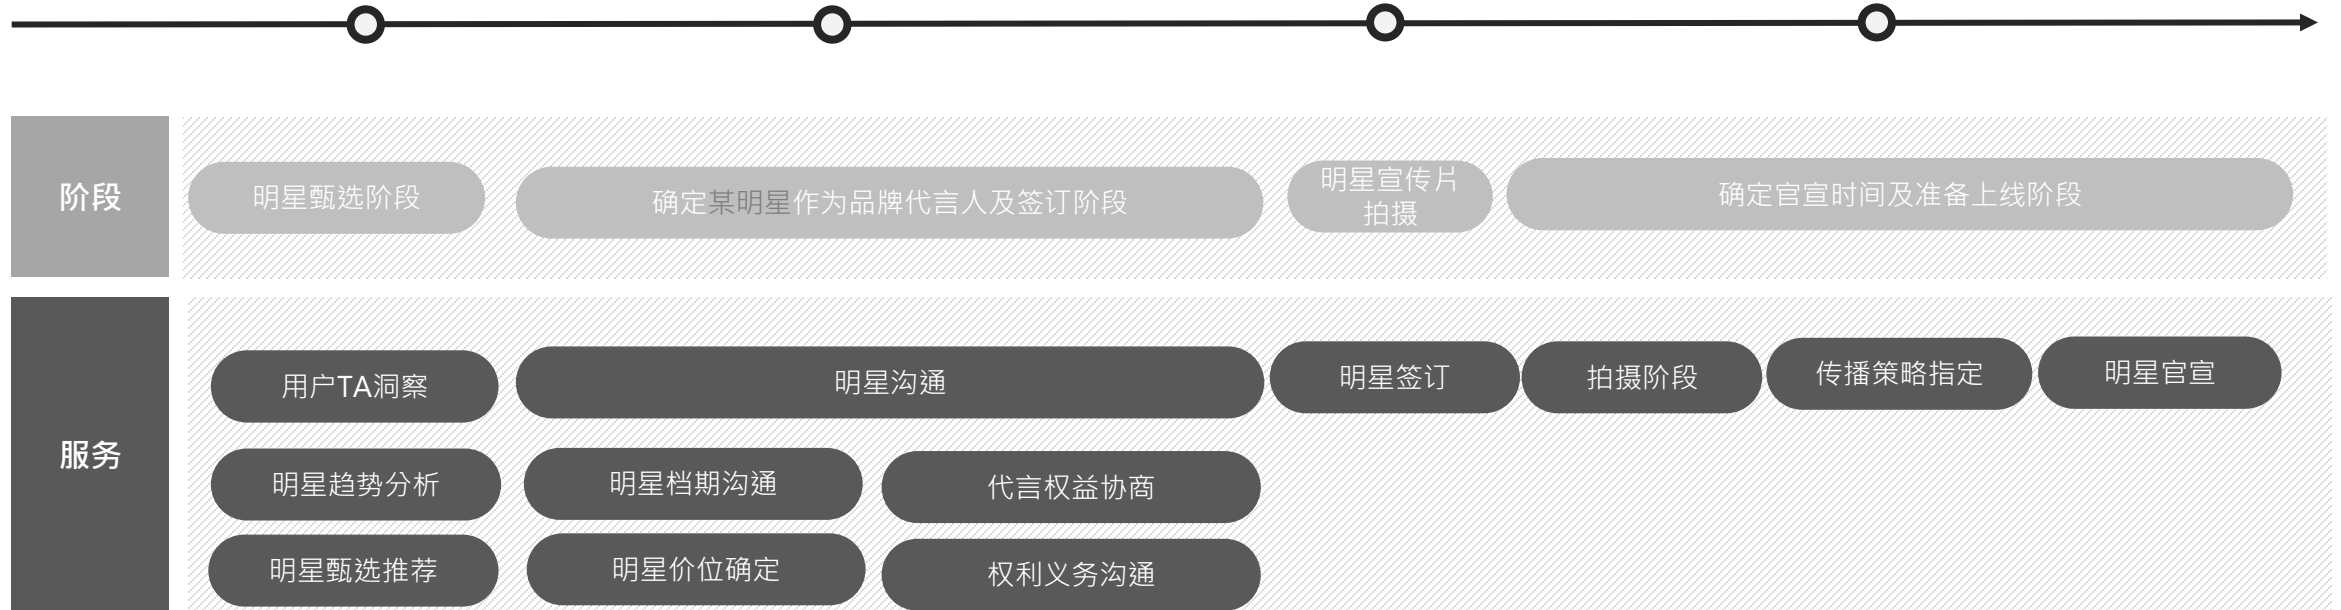 阶段
明星甄选阶段
确定某明星作为品牌代言人及签订阶段
明星宣传片
拍摄
确定官宣时间及准备上线阶段
服务
用户TA洞察
明星沟通
明星签订
拍摄阶段
传播策略指定
明星官宣
明星趋势分析
明星档期沟通
代言权益协商
明星甄选推荐
明星价位确定
权利义务沟通